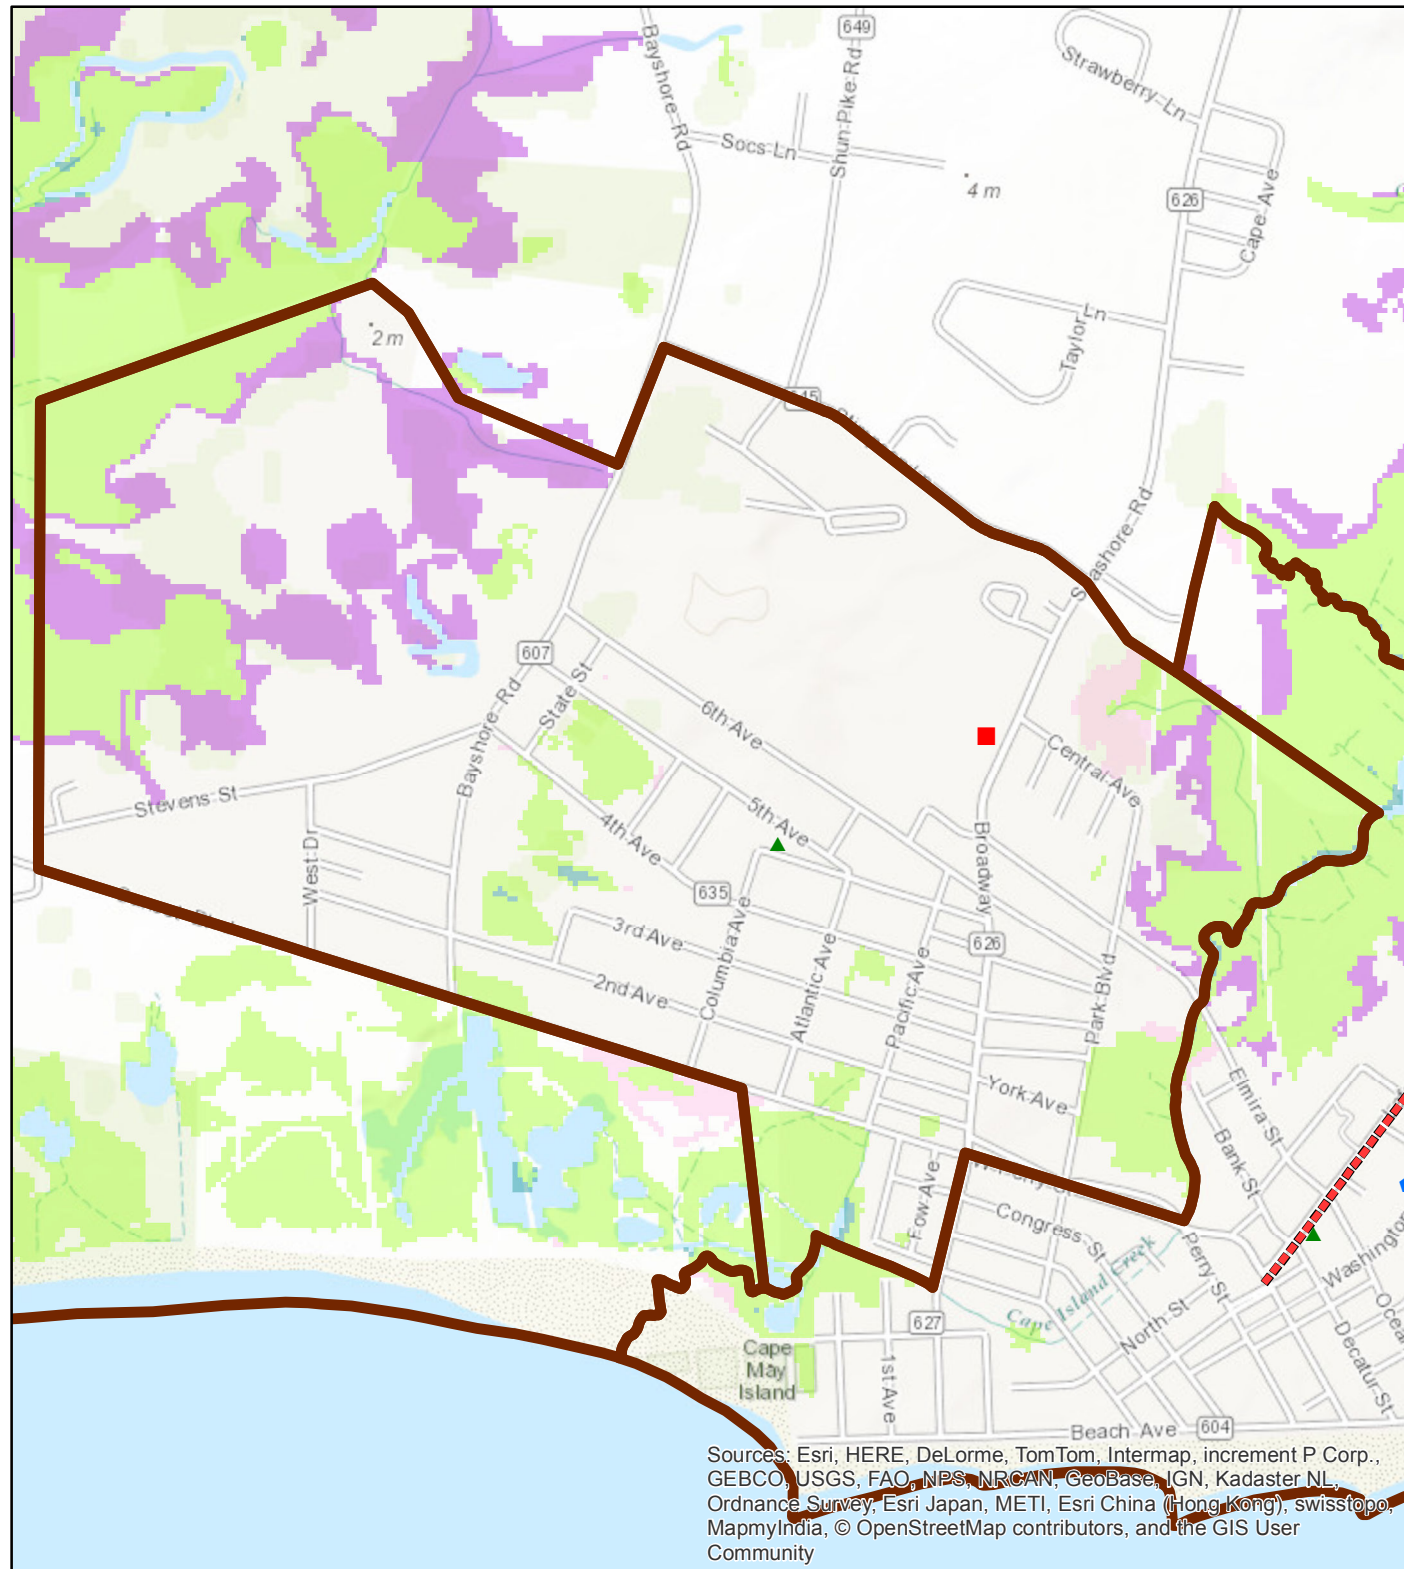 649
Bayshore Rd
Shun Pike Rd
Strawberry Ln
Socs Ln
4 m
626
Cape Ave
2 m
Taylor
Ln
Seashore Rd
607
State St
6th Ave
Bayshore Rd
Central Ave
Stevens St
5th Ave
4th Ave
West Dr
Broadway
635
3rd Ave
Columbia Ave
626
2nd Ave
Atlantic Ave
Pacific Ave
Park Blvd
York Ave
Elmira St
Bank St
W Perry St
Fow Ave
Congress St
Perry St
Washington
Cape Island Creek
North St
Ocea
Decatur St
627
Cape
May
Island
1st Ave
Beach Ave
604
Sources: Esri, HERE, DeLorme, TomTom, Intermap, increment P Corp.,
GEBCO, USGS, FAO, NPS, NRCAN, GeoBase, IGN, Kadaster NL,
Ordnance Survey, Esri Japan, METI, Esri China (Hong Kong), swisstopo,
MapmyIndia, © OpenStreetMap contributors, and the GIS User
Community